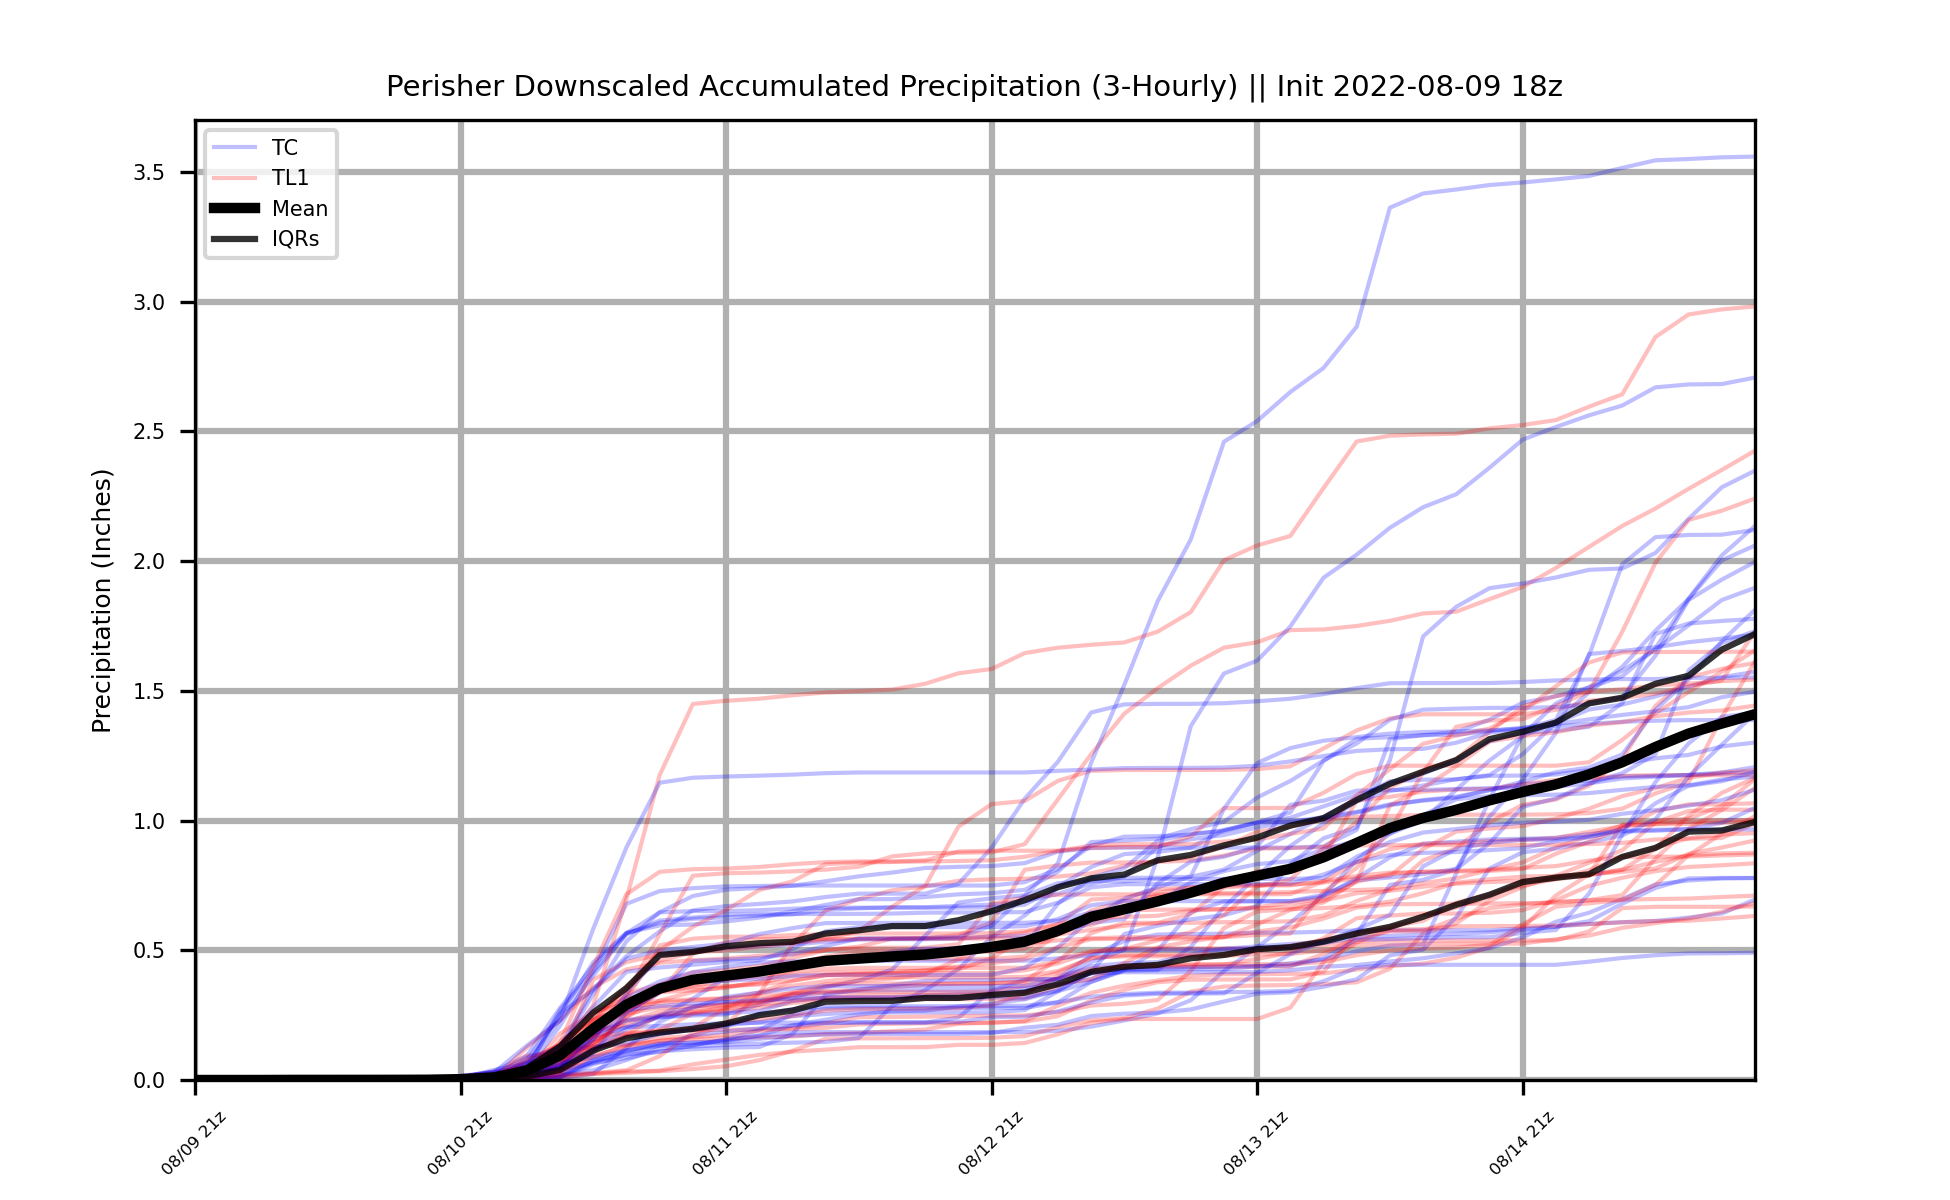 Perisher Downscaled Accumulated Precipitation (3-Hourly) || Init 2022-08-09 18z
TC
TL1
Mean
IQRs
Precipitation (Inches)
3.5
3.0
2.5
2.0
1.5
1.0
0.5
0.0
08/09 21z
08/10 21z
08/11 21z
08/12 21z
08/13 21z
08/14 21z